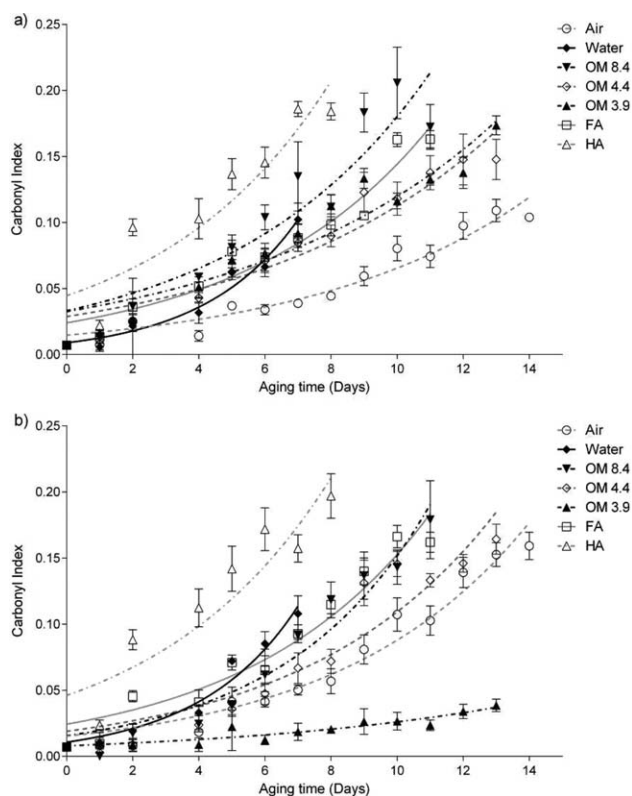 a)
Carbonyl Index
0.25
0.20
0.15
0.10
0.05
0.00
0 2 4 6 8 10 12 14
Aging time (Days)
Air
Water
OM 8.4
OM 4.4
OM 3.9
FA
HA
b)
Carbonyl Index
0.25
0.20
0.15
0.10
0.05
0.00
0 2 4 6 8 10 12 14
Aging time (Days)
Air
Water
OM 8.4
OM 4.4
OM 3.9
FA
HA